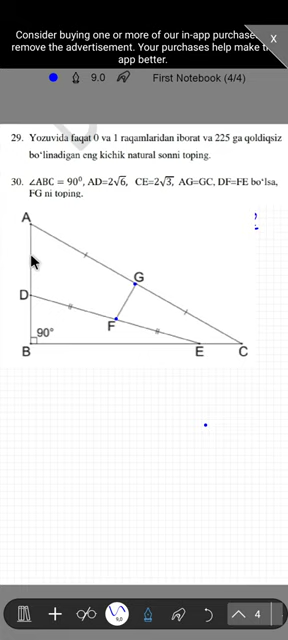 Consider buying one or more of our in-app purchase
remove the advertisement. Your purchases help make t
app better.
X
9.0
First Notebook (4/4)
29. Yozuvida faqat 0 va 1 raqamlaridan iborat va 225 ga qoldiqsiz
bo'linadigan eng kichik natural sonni toping.
30. ∠ABC = 90⁰, AD=2√6, CE=2√3, AG=GC, DF=FE bo'lsa,
FG ni toping.
A
G
D
F
90°
B
E
C
9,0
4